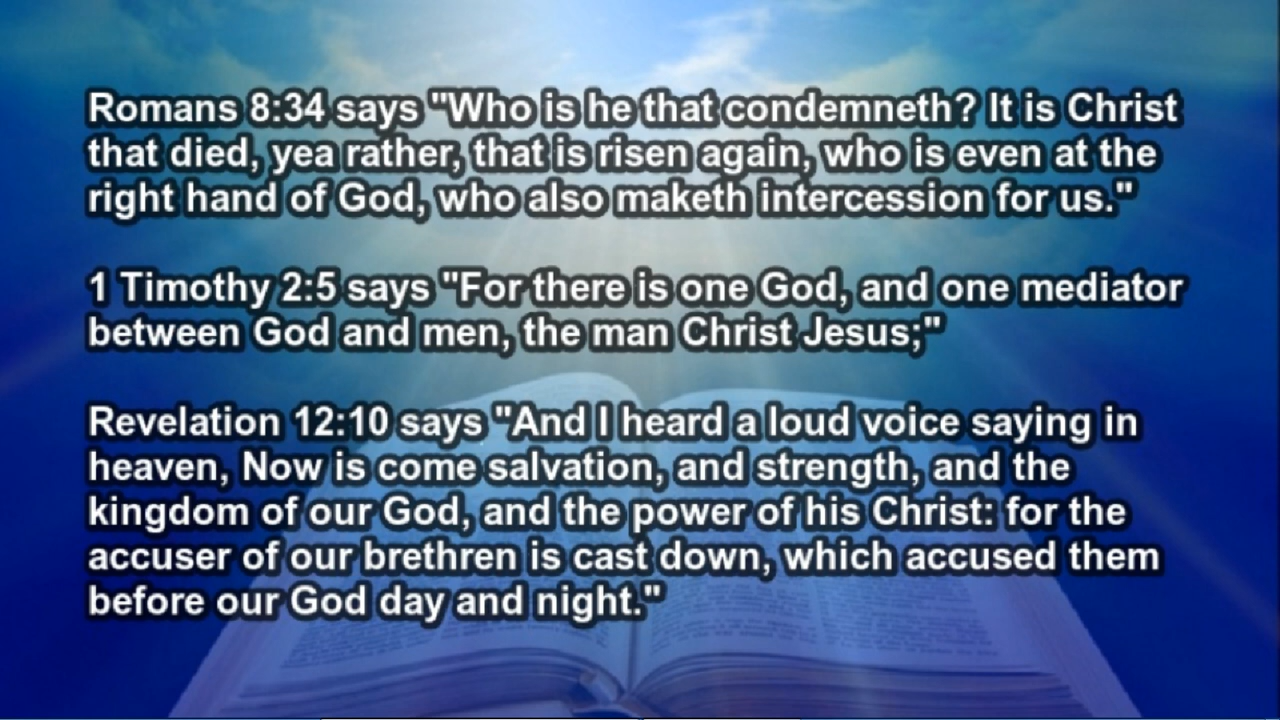 Romans 8:34 says "Who is he that condemneth? It is Christ
that died, yea rather, that is risen again, who is even at the
right hand of God, who also maketh intercession for us."
1 Timothy 2:5 says "For there is one God, and one mediator
between God and men, the man Christ Jesus;"
Revelation 12:10 says "And I heard a loud voice saying in
heaven, Now is come salvation, and strength, and the
kingdom of our God, and the power of his Christ: for the
accuser of our brethren is cast down, which accused them
before our God day and night."